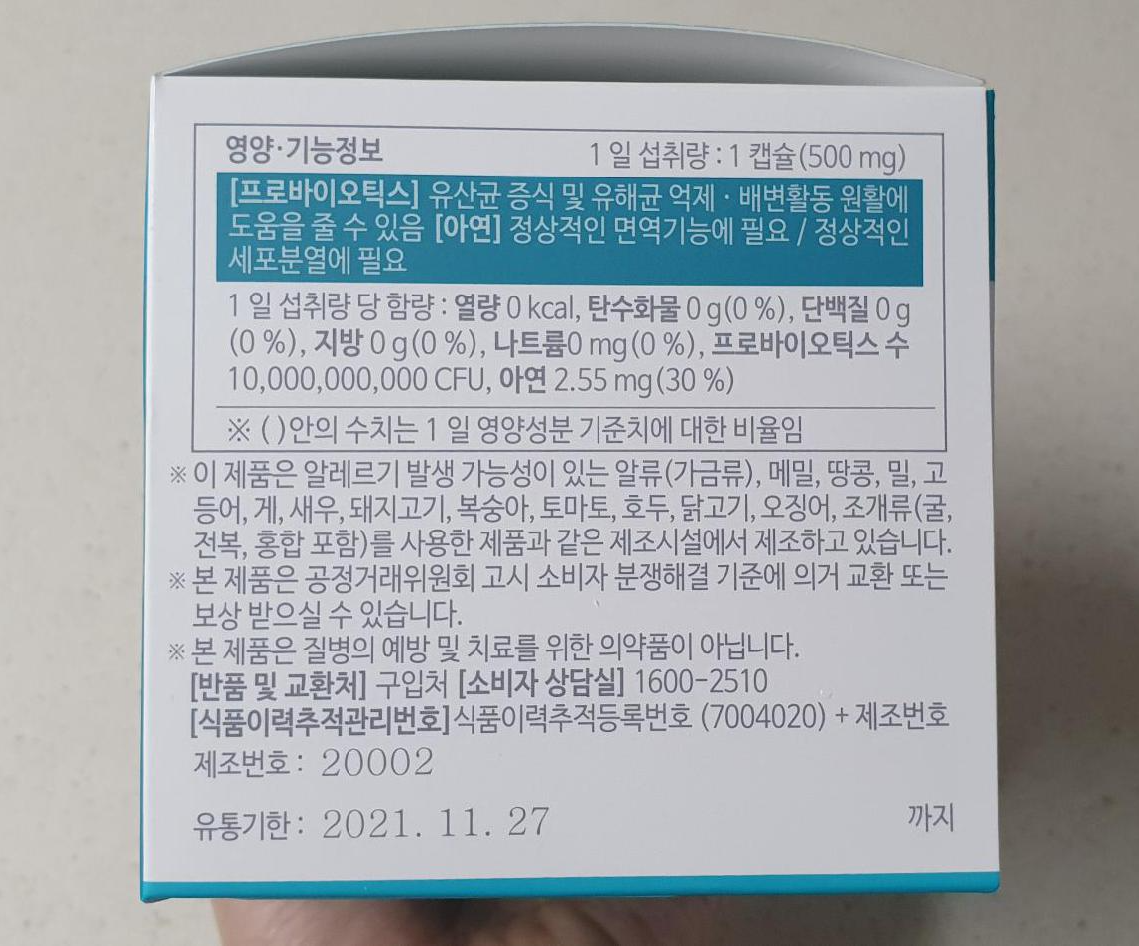 영양·기능정보 1 일 섭취량 : 1 캡슐(500 mg)
[프로바이오틱스] 유산균 증식 및 유해균 억제 · 배변활동 원활에
도움을 줄 수 있음 [아연] 정상적인 면역기능에 필요 / 정상적인
세포분열에 필요
1 일 섭취량 당 함량 : 열량 0 kcal, 탄수화물 0 g(0 %), 단백질 0 g
(0 %), 지방 0 g(0 %), 나트륨0 mg(0 %), 프로바이오틱스 수
10,000,000,000 CFU, 아연 2.55 mg(30 %)
※ ( )안의 수치는 1 일 영양성분 기준치에 대한 비율임
※ 이 제품은 알레르기 발생 가능성이 있는 알류(가금류), 메밀, 땅콩, 밀, 고
등어, 게, 새우, 돼지고기, 복숭아, 토마토, 호두, 닭고기, 오징어, 조개류(굴,
전복, 홍합 포함)를 사용한 제품과 같은 제조시설에서 제조하고 있습니다.
※ 본 제품은 공정거래위원회 고시 소비자 분쟁해결 기준에 의거 교환 또는
보상 받으실 수 있습니다.
※ 본 제품은 질병의 예방 및 치료를 위한 의약품이 아닙니다.
[반품 및 교환처] 구입처 [소비자 상담실] 1600-2510
[식품이력추적관리번호] 식품이력추적등록번호 (7004020) + 제조번호
제조번호 : 20002
유통기한 : 2021. 11. 27 까지